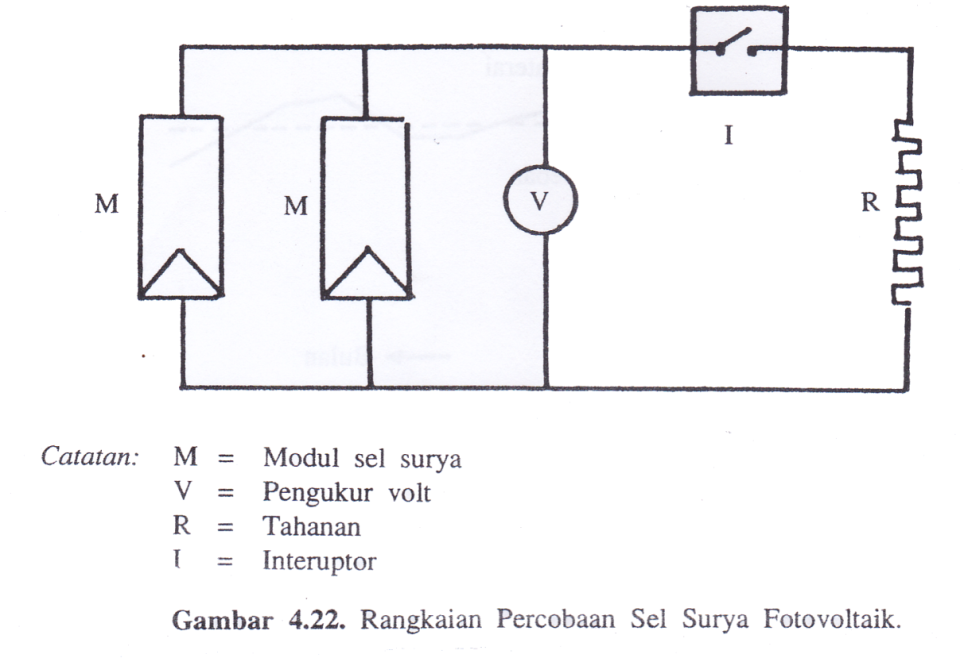 I
M
M
V
R
Catatan: M = Modul sel surya
V = Pengukur volt
R = Tahanan
I = Interuptor
Gambar 4.22. Rangkaian Percobaan Sel Surya Fotovoltaik.